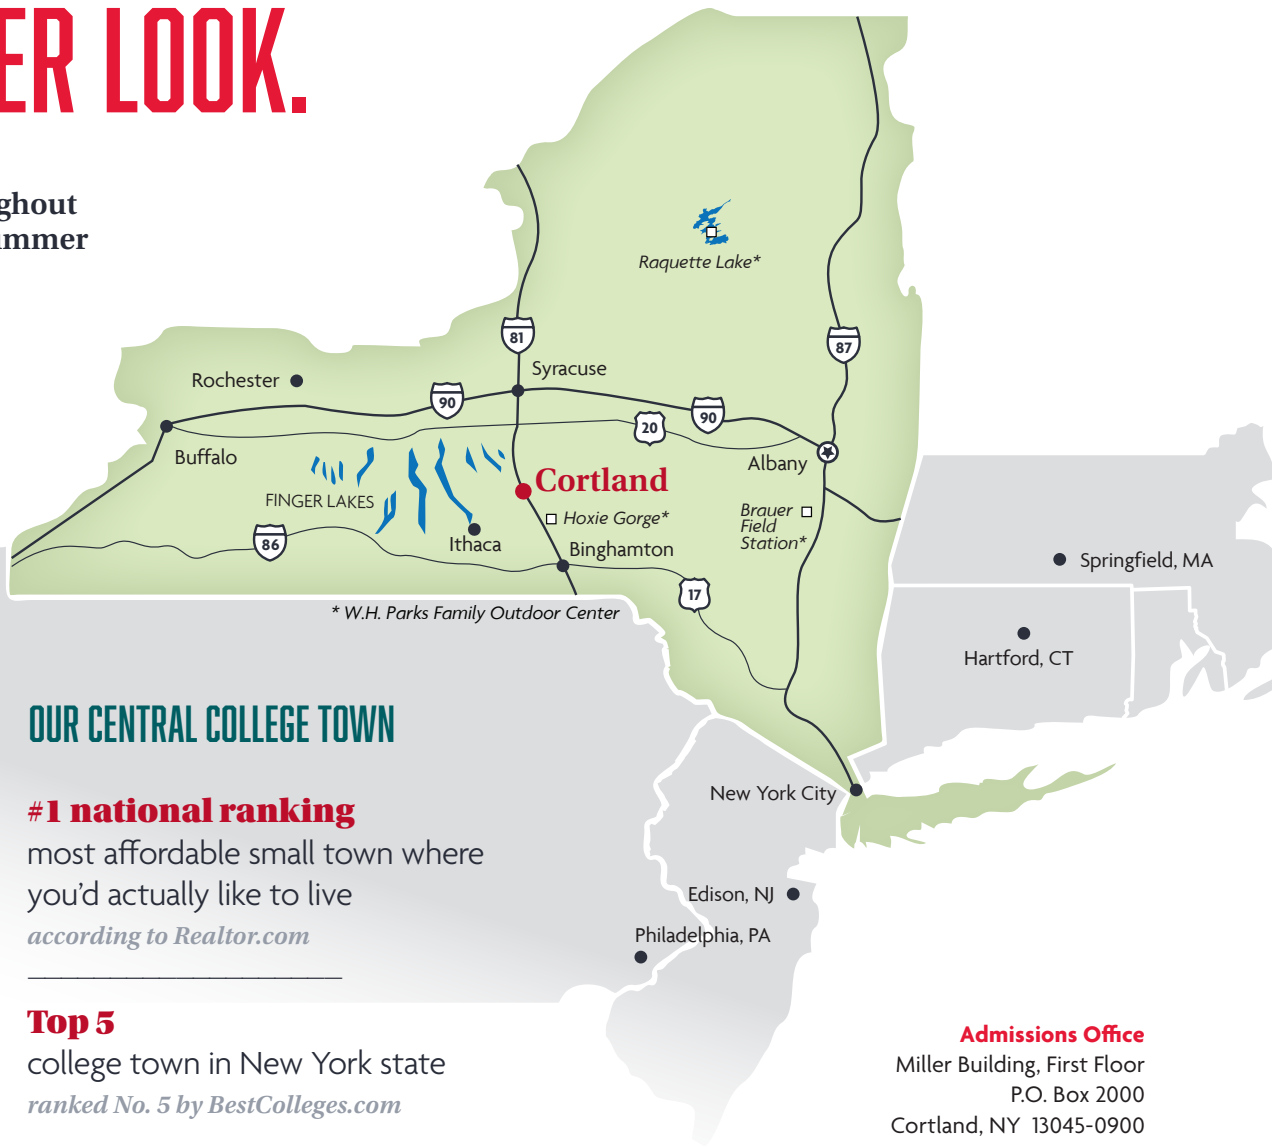 ER LOOK.
ghout
ummer
Raquette Lake*
81
87
Syracuse
Rochester
90
90
20
Buffalo
Albany
Cortland
FINGER LAKES
Hoxie Gorge*
Brauer
Field
Station*
86
Ithaca
Binghamton
Springfield, MA
17
* W.H. Parks Family Outdoor Center
Hartford, CT
OUR CENTRAL COLLEGE TOWN
#1 national ranking
most affordable small town where
you'd actually like to live
according to Realtor.com
New York City
Edison, NJ
Philadelphia, PA
Top 5
college town in New York state
ranked No. 5 by BestColleges.com
Admissions Office
Miller Building, First Floor
P.O. Box 2000
Cortland, NY 13045-0900